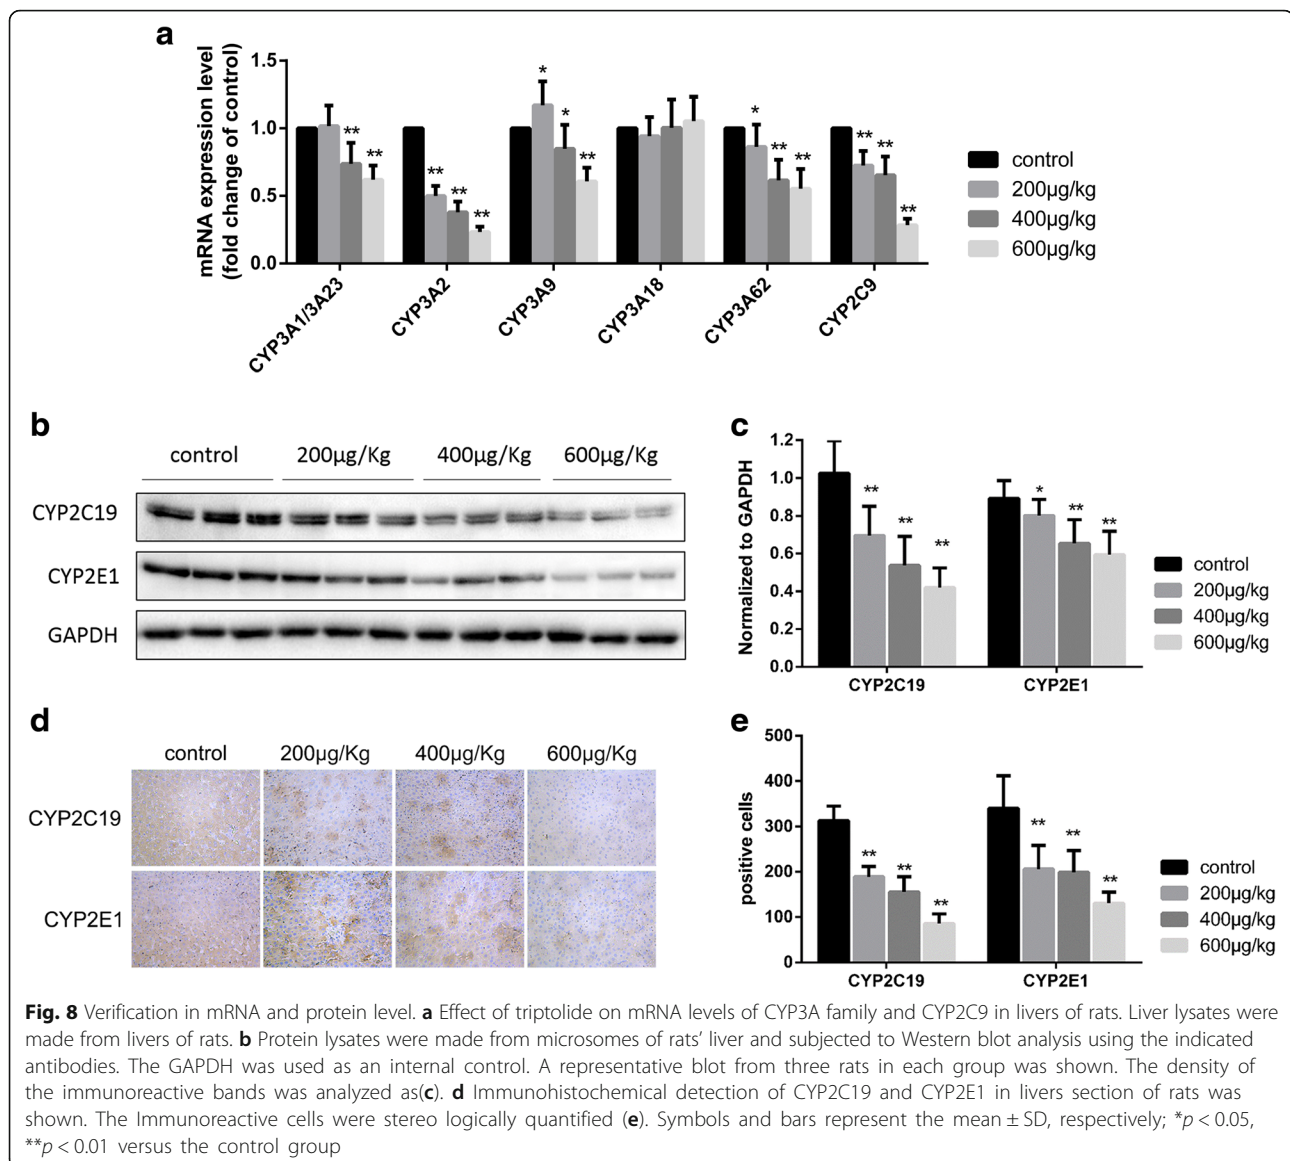 a
mRNA expression level
(fold change of control)
1.5
1.0
0.5
0.0
*
** ** ** ** ** * ** * ** ** ** ** **
CYP3A1/3A23
CYP3A2
CYP3A9
CYP3A18
CYP3A62
CYP2C9
control
200µg/kg
400µg/kg
600µg/kg
b
control 200µg/Kg 400µg/Kg 600µg/Kg
CYP2C19
CYP2E1
GAPDH
c
Normalized to GAPDH
1.2
1.0
0.8
0.6
0.4
0.2
0.0
** ** ** * ** **
CYP2C19 CYP2E1
control
200µg/kg
400µg/kg
600µg/kg
d
control 200µg/Kg 400µg/Kg 600µg/Kg
CYP2C19
CYP2E1
e
positive cells
500
400
300
200
100
0
** ** ** ** ** **
CYP2C19 CYP2E1
control
200µg/kg
400µg/kg
600µg/kg
Fig. 8 Verification in mRNA and protein level. a Effect of triptolide on mRNA levels of CYP3A family and CYP2C9 in livers of rats. Liver lysates were
made from livers of rats. b Protein lysates were made from microsomes of rats' liver and subjected to Western blot analysis using the indicated
antibodies. The GAPDH was used as an internal control. A representative blot from three rats in each group was shown. The density of
the immunoreactive bands was analyzed as(c). d Immunohistochemical detection of CYP2C19 and CYP2E1 in livers section of rats was
shown. The Immunoreactive cells were stereo logically quantified (e). Symbols and bars represent the mean ± SD, respectively; *p < 0.05,
**p < 0.01 versus the control group